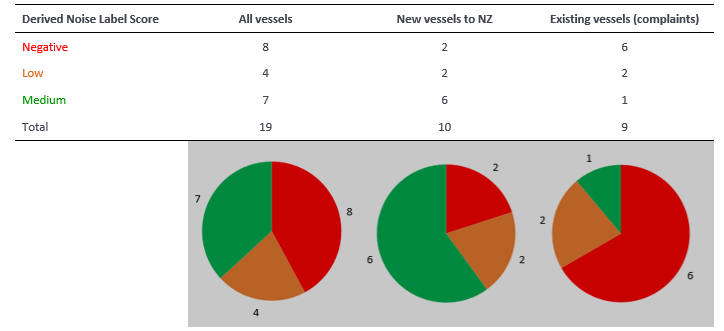 Derived Noise Label Score All vessels New vessels to NZ Existing vessels (complaints)
Negative 8 2 6
Low 4 2 2
Medium 7 6 1
Total 19 10 9
7 8 4
6 2 2
1 2 6